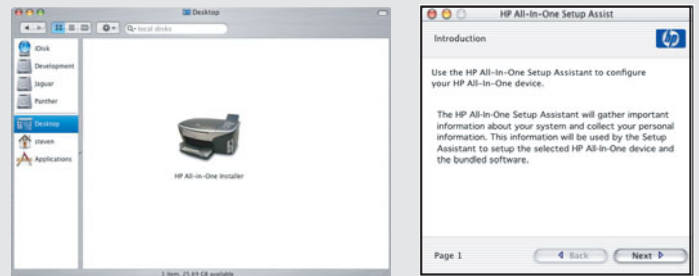 Desktop
local disks
iDisk
Development
Jaguar
Panther
Desktop
steven
Applications
HP All-in-One Installer
1 item, 25.69 GB available
HP All-In-One Setup Assist
Introduction
hp
Use the HP All-In-One Setup Assistant to configure
your HP All-In-One device.
The HP All-In-One Setup Assistant will gather important
information about your system and collect your personal
information. This information will be used by the Setup
Assistant to setup the selected HP All-In-One device and
the bundled software.
Page 1
Back
Next